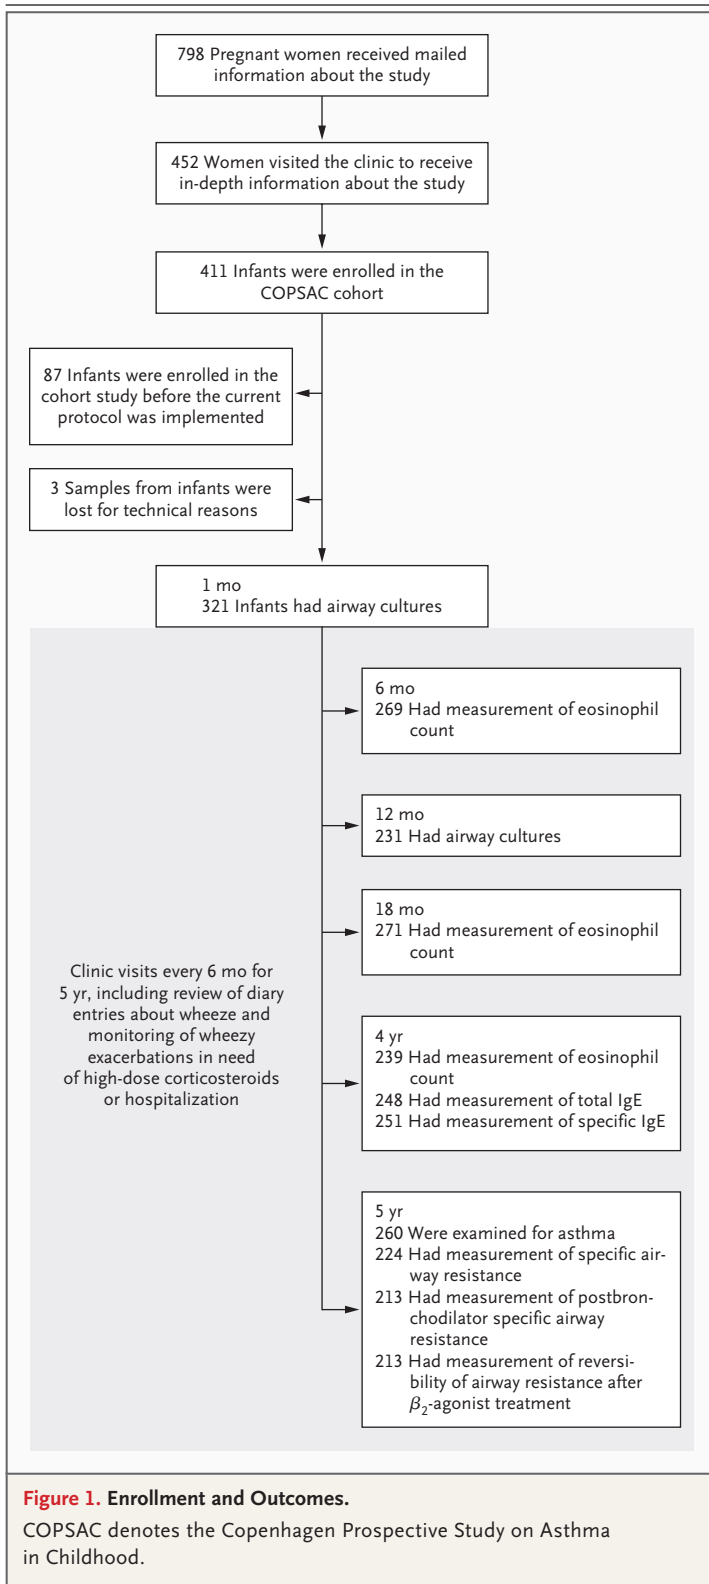 798 Pregnant women received mailed
information about the study
452 Women visited the clinic to receive
in-depth information about the study
411 Infants were enrolled in the
COPSAC cohort
87 Infants were enrolled in the
cohort study before the current
protocol was implemented
3 Samples from infants were
lost for technical reasons
1 mo
321 Infants had airway cultures
6 mo
269 Had measurement of eosinophil
count
12 mo
231 Had airway cultures
18 mo
271 Had measurement of eosinophil
count
Clinic visits every 6 mo for
5 yr, including review of diary
entries about wheeze and
monitoring of wheezy
exacerbations in need
of high-dose corticosteroids
or hospitalization
4 yr
239 Had measurement of eosinophil
count
248 Had measurement of total IgE
251 Had measurement of specific IgE
5 yr
260 Were examined for asthma
224 Had measurement of specific air-
way resistance
213 Had measurement of postbron-
chodilator specific airway
resistance
213 Had measurement of reversi-
bility of airway resistance after
β₂-agonist treatment
Figure 1. Enrollment and Outcomes.
COPSAC denotes the Copenhagen Prospective Study on Asthma
in Childhood.